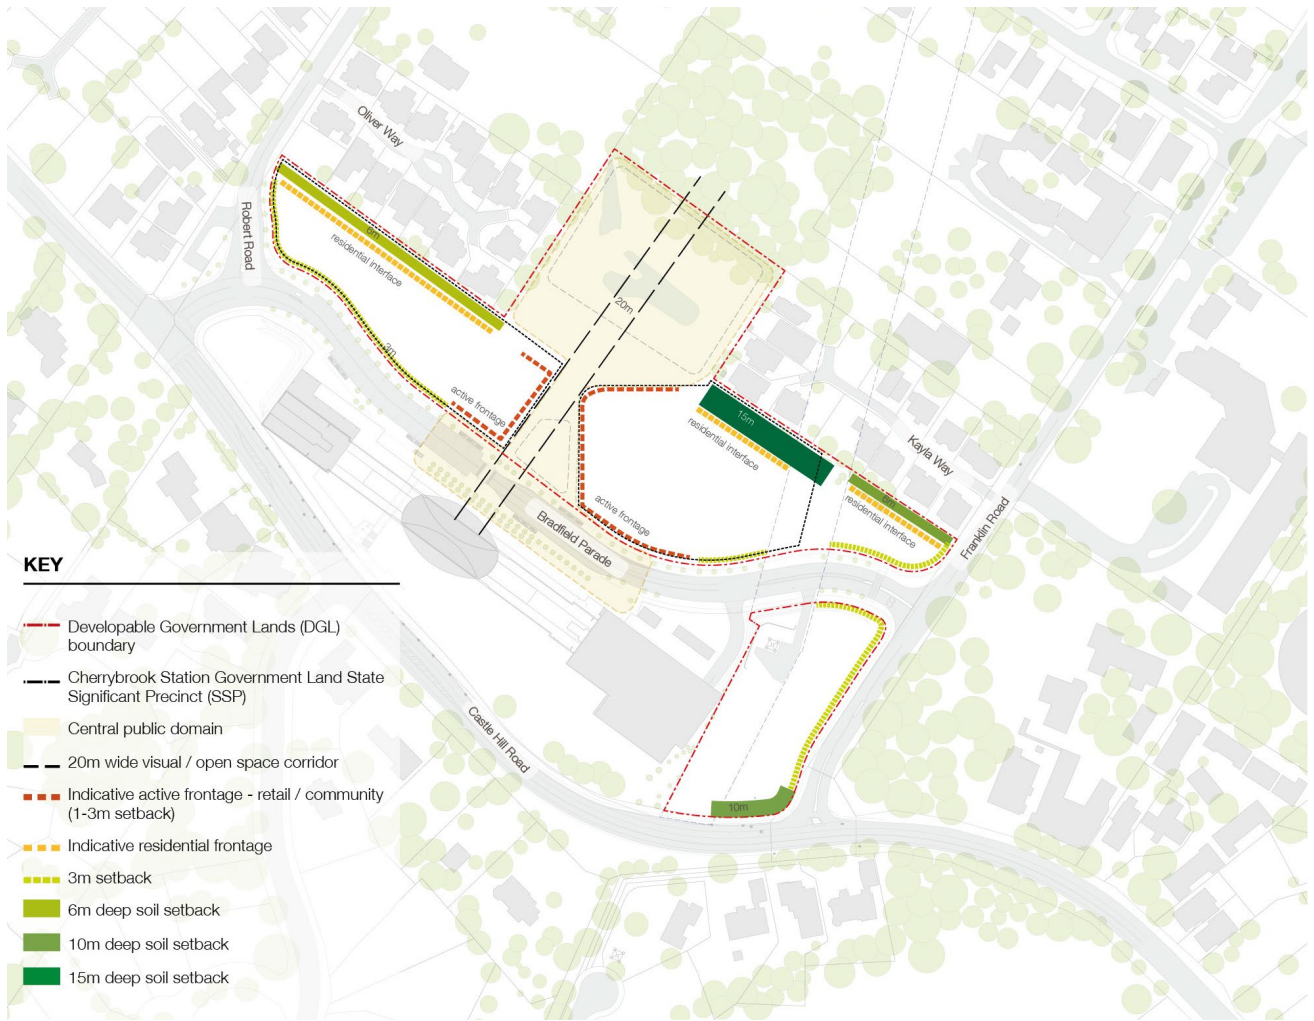 Oliver Way
Robert Road
6m
residential interface
20m
3m
active frontage
15m
residential interface
Kayla Way
6m
residential interface
active frontage
Bradfield Parade
Franklin Road
Castle Hill Road
10m
KEY
Developable Government Lands (DGL)
boundary
Cherrybrook Station Government Land State
Significant Precinct (SSP)
Central public domain
20m wide visual / open space corridor
Indicative active frontage - retail / community
(1-3m setback)
Indicative residential frontage
3m setback
6m deep soil setback
10m deep soil setback
15m deep soil setback